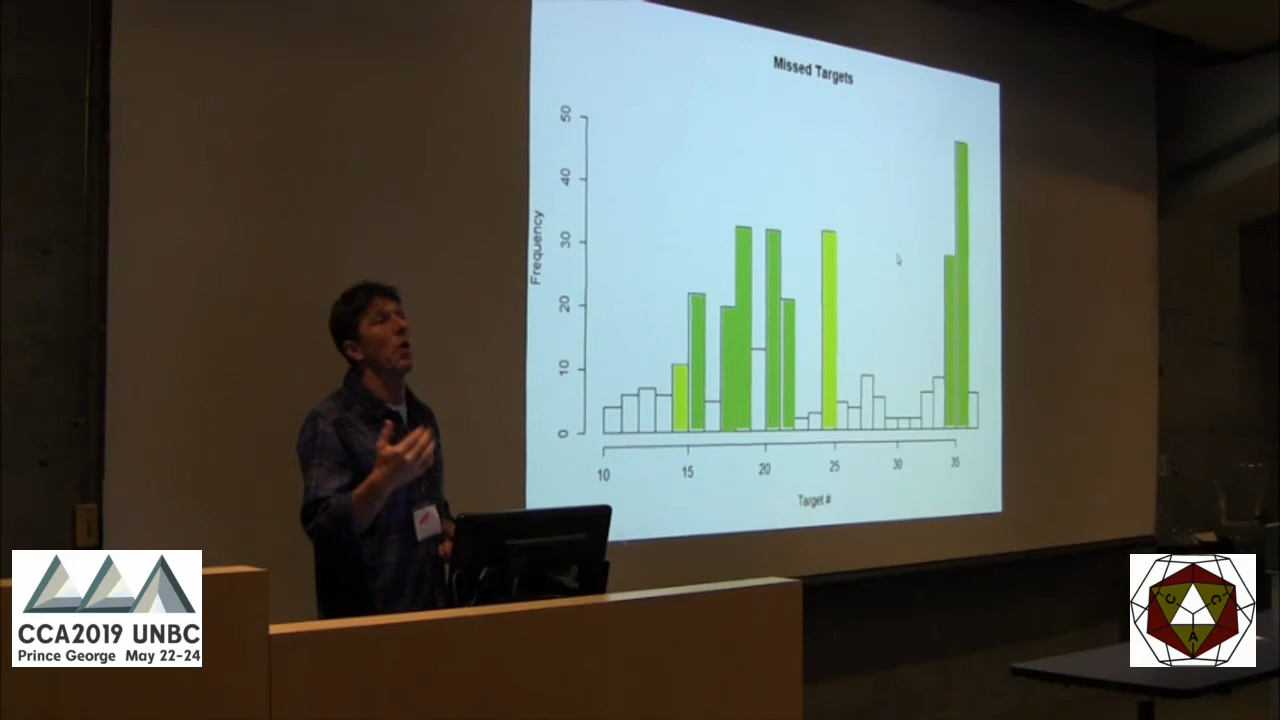 Missed Targets
50
40
30
20
10
0
Frequency
10 15 20 25 30 35
Target #
CCA2019 UNBC
Prince George May 22-24
C C
A